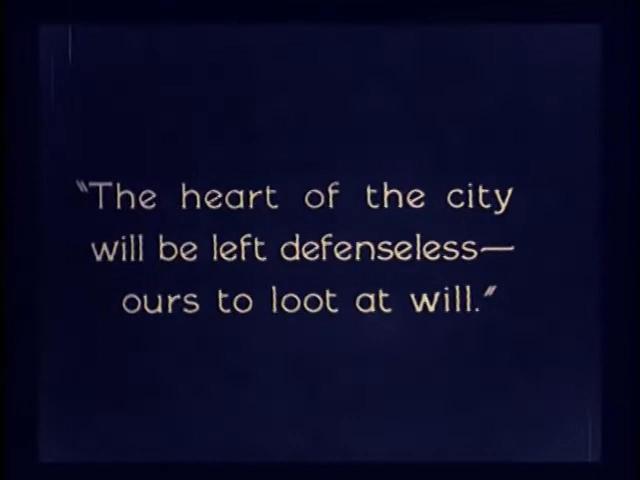 "The heart of the city
will be left defenseless—
ours to loot at will."